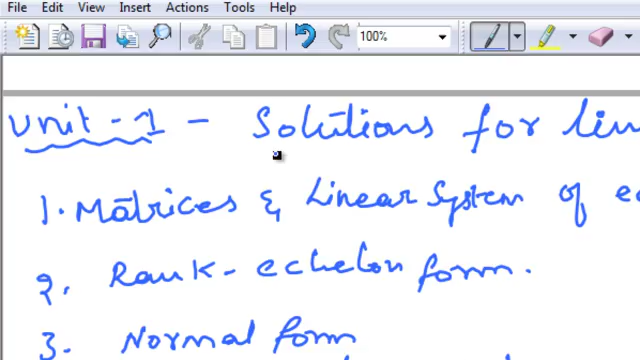 File Edit View Insert Actions Tools Help
100%
Unit - 1 - Solutions for lin
1. Matrices & Linear System of e
2. Rank - echelon form.
3. Normal form